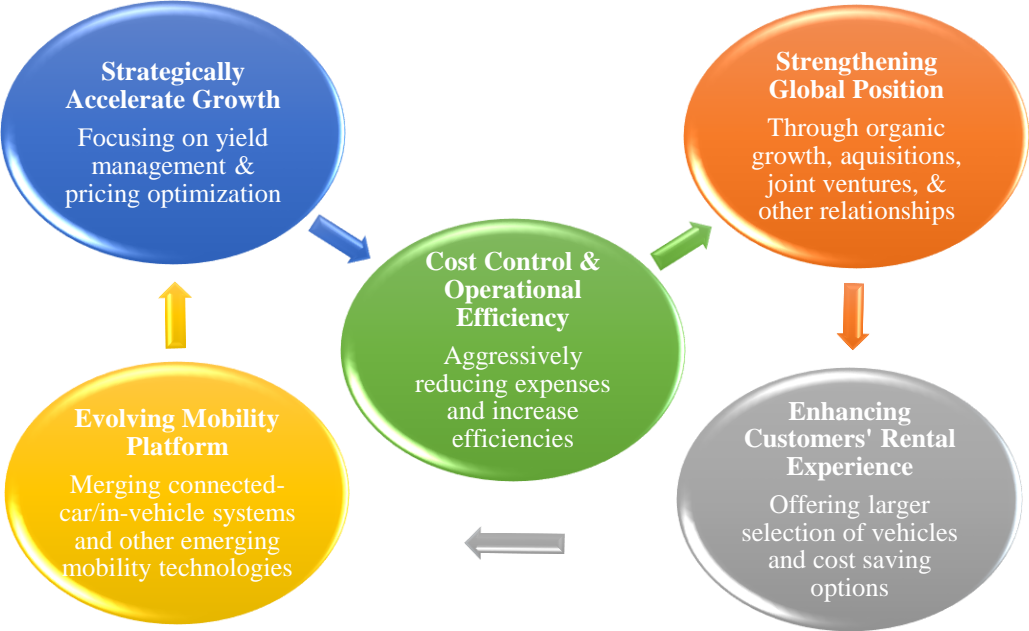 Strategically
Accelerate Growth
Focusing on yield
management &
pricing optimization
Cost Control &
Operational
Efficiency
Aggressively
reducing expenses
and increase
efficiencies
Strengthening
Global Position
Through organic
growth, aquisitions,
joint ventures, &
other relationships
Enhancing
Customers' Rental
Experience
Offering larger
selection of vehicles
and cost saving
options
Evolving Mobility
Platform
Merging connected-
car/in-vehicle systems
and other emerging
mobility technologies